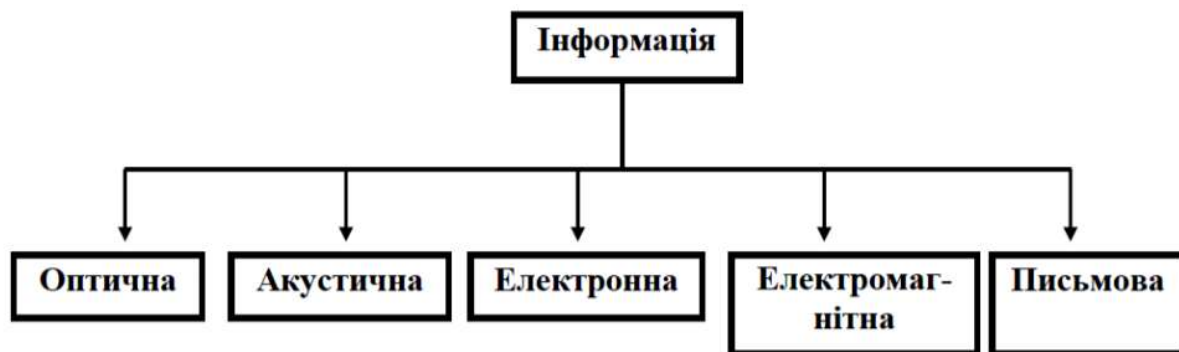 Інформація
Оптична
Акустична
Електронна
Електромаг-
нітна
Письмова